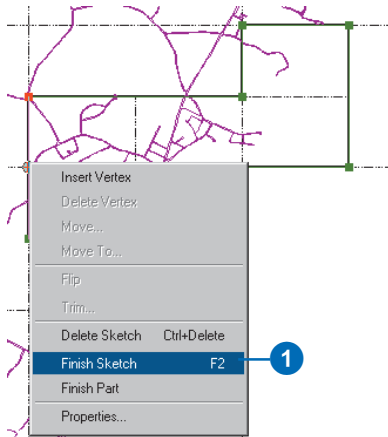 Insert Vertex
Delete Vertex
Move...
Move To...
Flip
Trim...
Delete Sketch Ctrl+Delete
Finish Sketch F2 1
Finish Part
Properties...